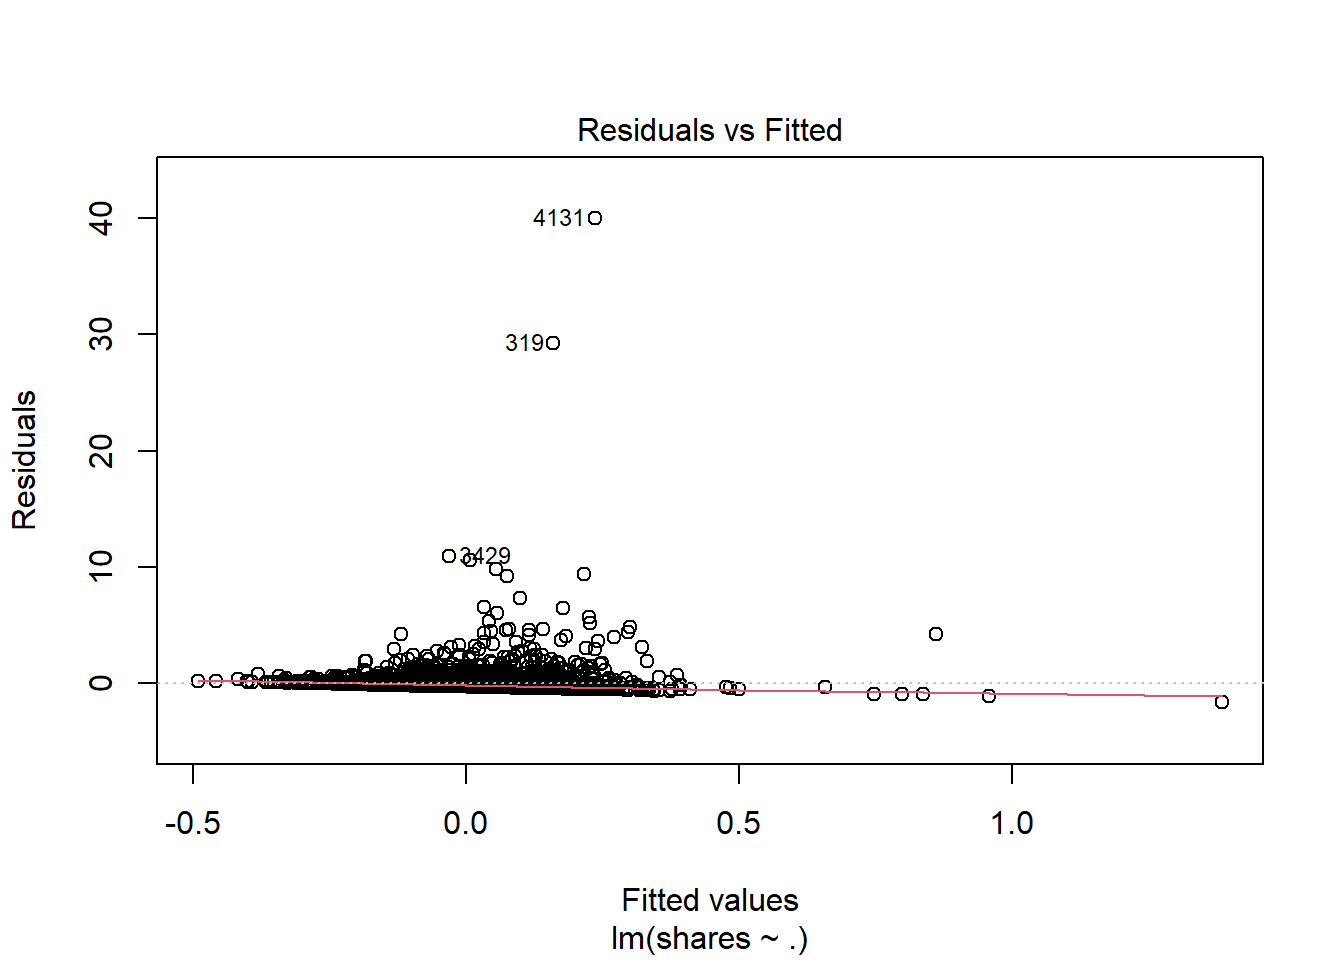 Residuals vs Fitted
Residuals
40
30
20
10
0
4131
319
3429
-0.5 0.0 0.5 1.0
Fitted values
lm(shares ~ .)